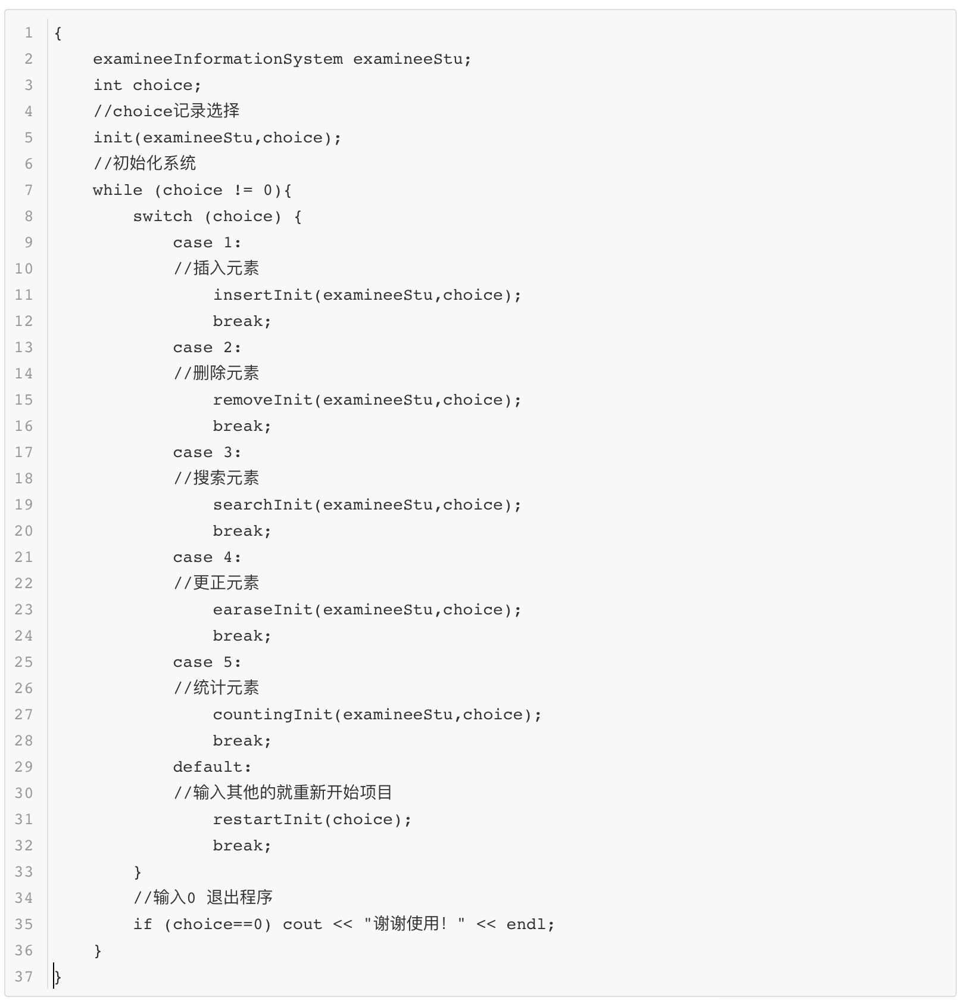 1 {
2     examineeInformationSystem examineeStu;
3     int choice;
4     //choice记录选择
5     init(examineeStu,choice);
6     //初始化系统
7     while (choice != 0){
8         switch (choice) {
9             case 1:
10             //插入元素
11                 insertInit(examineeStu,choice);
12                 break;
13             case 2:
14             //删除元素
15                 removeInit(examineeStu,choice);
16                 break;
17             case 3:
18             //搜索元素
19                 searchInit(examineeStu,choice);
20                 break;
21             case 4:
22             //更正元素
23                 earaseInit(examineeStu,choice);
24                 break;
25             case 5:
26             //统计元素
27                 countingInit(examineeStu,choice);
28                 break;
29             default:
30             //输入其他的就重新开始项目
31                 restartInit(choice);
32                 break;
33         }
34         //输入0 退出程序
35         if (choice==0) cout << "谢谢使用！" << endl;
36     }
37 }